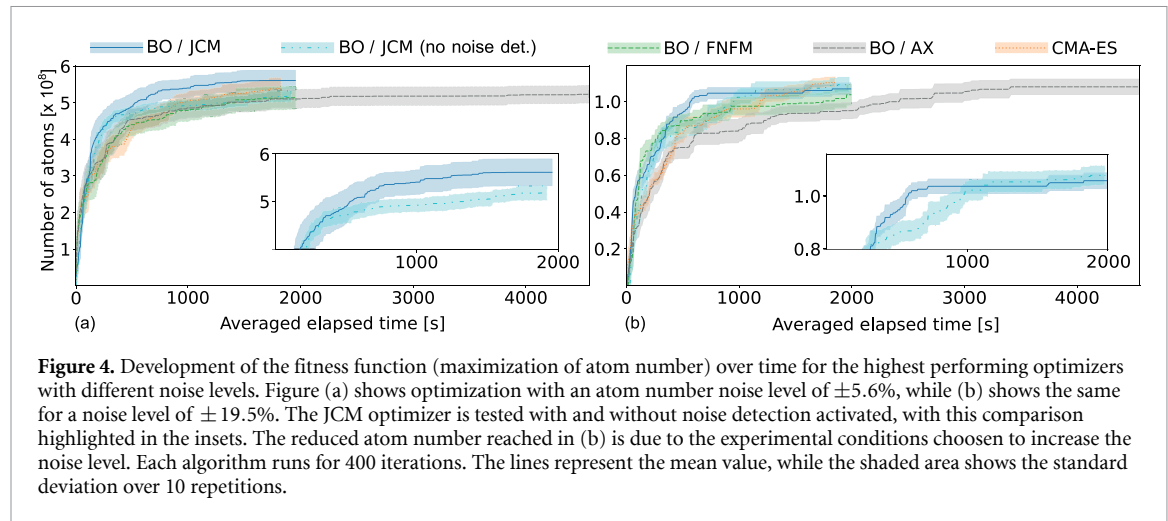 BO / JCM BO / JCM (no noise det.) BO / FNFM BO / AX CMA-ES
Number of atoms [x 10⁸]
6
5
4
3
2
1
6
5
1000 2000
0 1000 2000 3000 4000
(a) Averaged elapsed time [s]
1.0
0.8
0.6
0.4
0.2
1.0
0.8
1000 2000
0 1000 2000 3000 4000
(b) Averaged elapsed time [s]
Figure 4. Development of the fitness function (maximization of atom number) over time for the highest performing optimizers
with different noise levels. Figure (a) shows optimization with an atom number noise level of ±5.6%, while (b) shows the same
for a noise level of ±19.5%. The JCM optimizer is tested with and without noise detection activated, with this comparison
highlighted in the insets. The reduced atom number reached in (b) is due to the experimental conditions choosen to increase the
noise level. Each algorithm runs for 400 iterations. The lines represent the mean value, while the shaded area shows the standard
deviation over 10 repetitions.